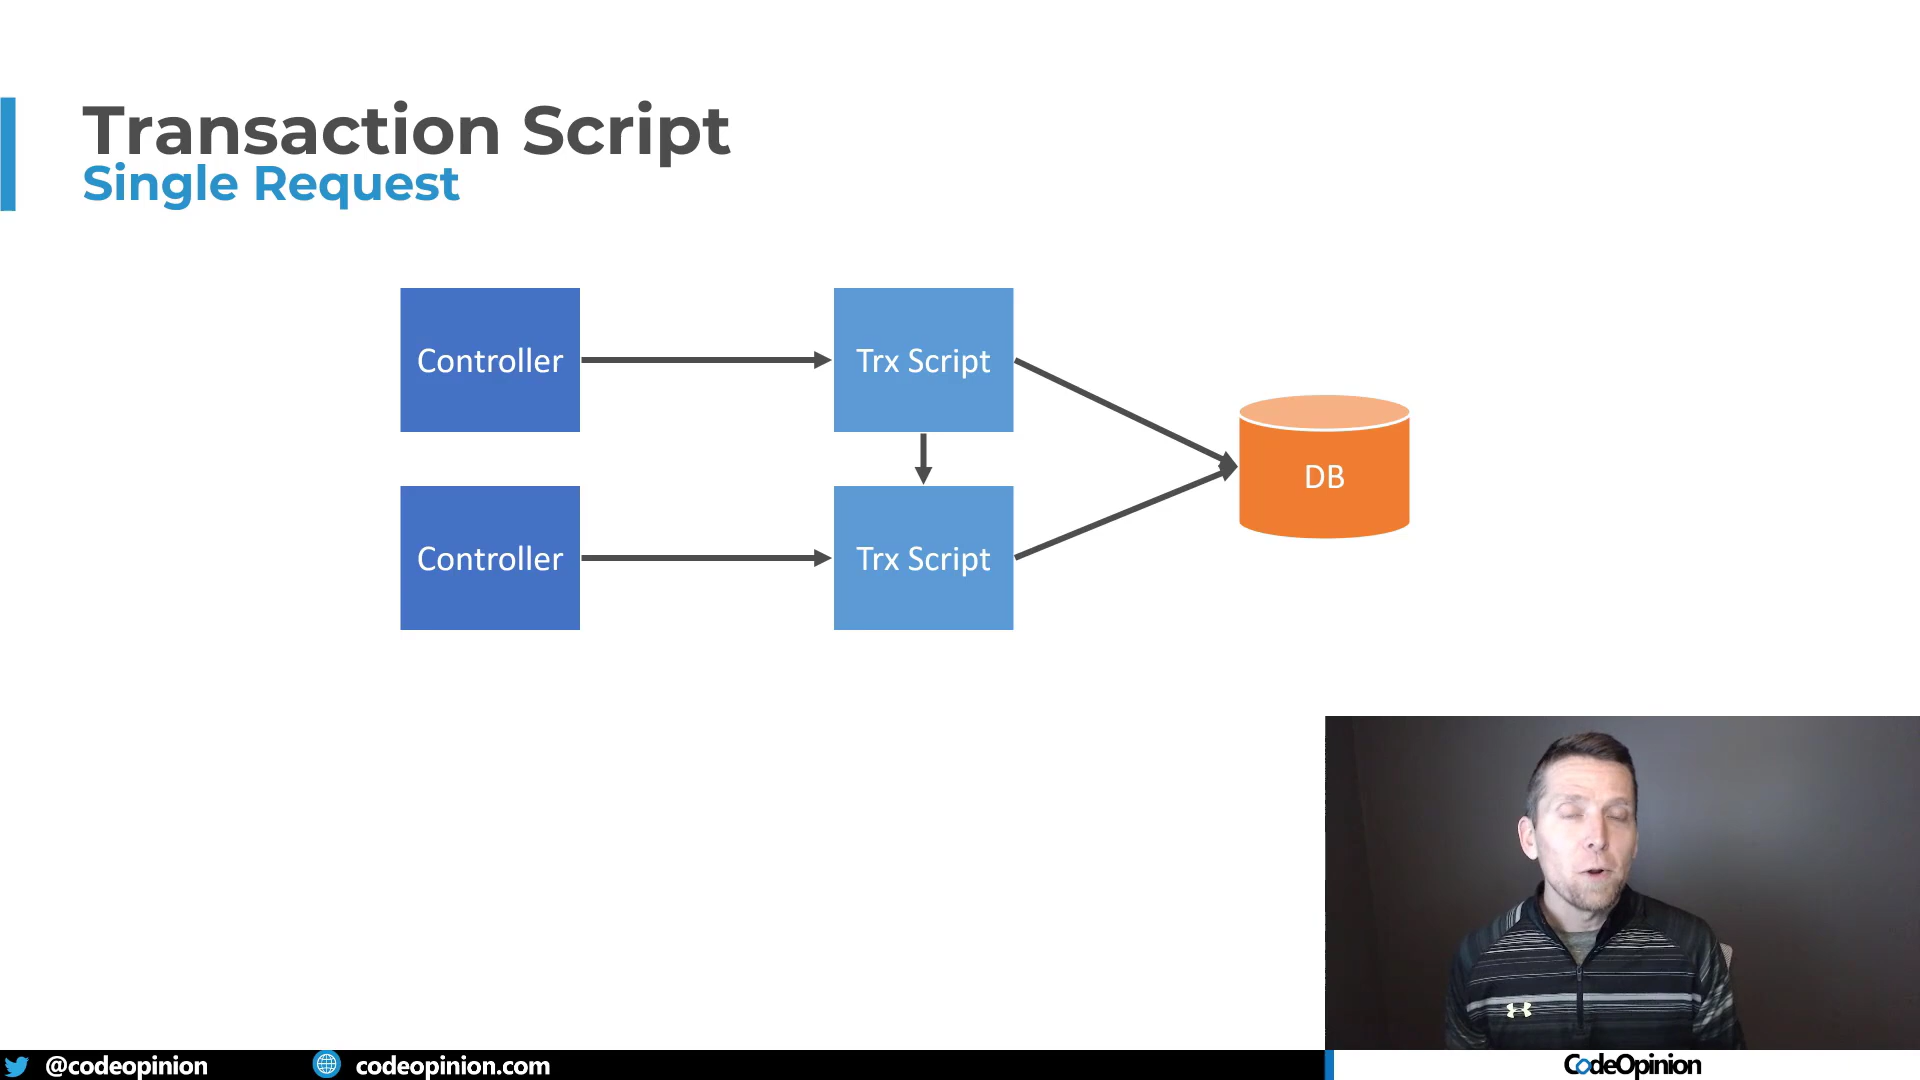 Transaction Script
Single Request
Controller
Trx Script
DB
Controller
Trx Script
@codeopinion
codeopinion.com
CodeOpinion